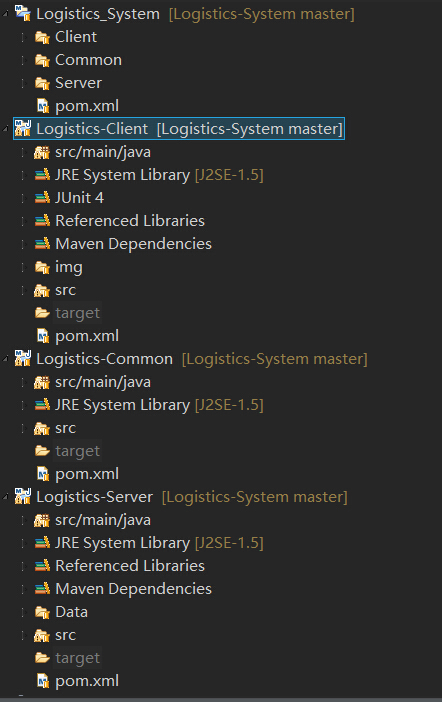 Logistics_System [Logistics-System master]
Client
Common
Server
pom.xml
Logistics-Client [Logistics-System master]
src/main/java
JRE System Library [J2SE-1.5]
JUnit 4
Referenced Libraries
Maven Dependencies
img
src
target
pom.xml
Logistics-Common [Logistics-System master]
src/main/java
JRE System Library [J2SE-1.5]
src
target
pom.xml
Logistics-Server [Logistics-System master]
src/main/java
JRE System Library [J2SE-1.5]
Referenced Libraries
Maven Dependencies
Data
src
target
pom.xml